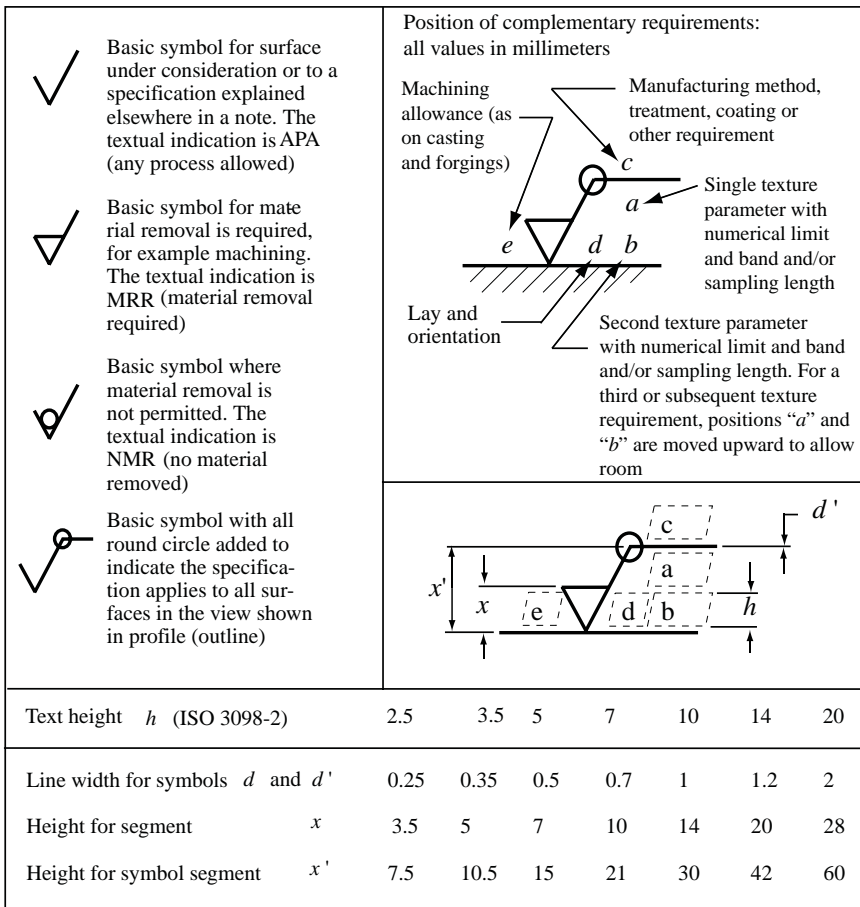 Basic symbol for surface
under consideration or to a
specification explained
elsewhere in a note. The
textual indication is APA
(any process allowed)
Basic symbol for mate-
rial removal is required,
for example machining.
The textual indication is
MRR (material removal
required)
Basic symbol where
material removal is
not permitted. The
textual indication is
NMR (no material
removed)
Basic symbol with all
round circle added to
indicate the specifica-
tion applies to all sur-
faces in the view shown
in profile (outline)
Position of complementary requirements:
all values in millimeters
Machining
allowance (as
on casting
and forgings)
Manufacturing method,
treatment, coating or
other requirement
c
a
Single texture
parameter with
numerical limit
and band and/or
sampling length
e
d
b
Lay and
orientation
Second texture parameter
with numerical limit and band
and/or sampling length. For a
third or subsequent texture
requirement, positions “a” and
“b” are moved upward to allow
room
d '
c
x'
a
x
e
d
b
h
Text height h (ISO 3098-2) 2.5 3.5 5 7 10 14 20
Line width for symbols d and d ' 0.25 0.35 0.5 0.7 1 1.2 2
Height for segment x 3.5 5 7 10 14 20 28
Height for symbol segment x ' 7.5 10.5 15 21 30 42 60